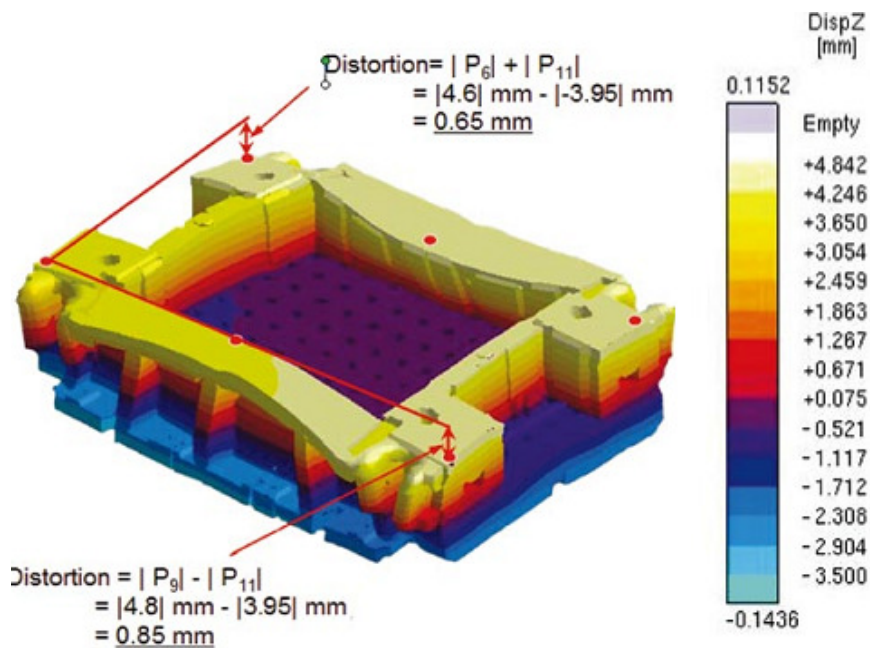 Distortion= | P₆| + | P₁₁|
= |4.6| mm - |-3.95| mm
= 0.65 mm
Distortion = | P₉| - | P₁₁|
= |4.8| mm - |3.95| mm
= 0.85 mm
DispZ
[mm]
0.1152
Empty
+4.842
+4.246
+3.650
+3.054
+2.459
+1.863
+1.267
+0.671
+0.075
-0.521
-1.117
-1.712
-2.308
-2.904
-3.500
-0.1436